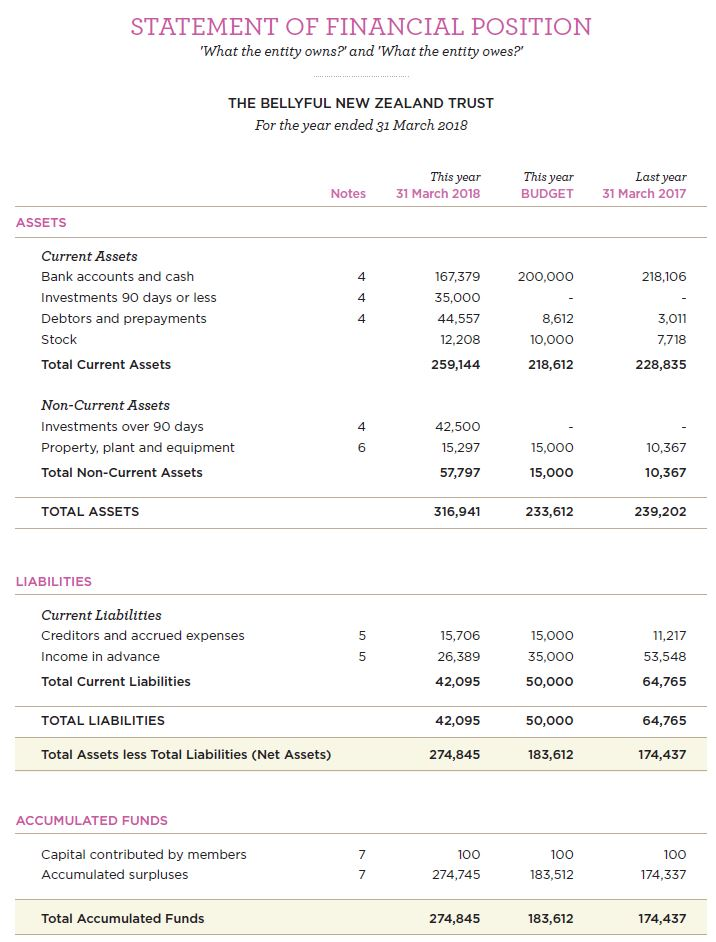 STATEMENT OF FINANCIAL POSITION
'What the entity owns?' and 'What the entity owes?'
THE BELLYFUL NEW ZEALAND TRUST
For the year ended 31 March 2018
This year This year Last year
Notes 31 March 2018 BUDGET 31 March 2017
ASSETS
Current Assets
Bank accounts and cash 4 167,379 200,000 218,106
Investments 90 days or less 4 35,000 - -
Debtors and prepayments 4 44,557 8,612 3,011
Stock 12,208 10,000 7,718
Total Current Assets 259,144 218,612 228,835
Non-Current Assets
Investments over 90 days 4 42,500 - -
Property, plant and equipment 6 15,297 15,000 10,367
Total Non-Current Assets 57,797 15,000 10,367
TOTAL ASSETS 316,941 233,612 239,202
LIABILITIES
Current Liabilities
Creditors and accrued expenses 5 15,706 15,000 11,217
Income in advance 5 26,389 35,000 53,548
Total Current Liabilities 42,095 50,000 64,765
TOTAL LIABILITIES 42,095 50,000 64,765
Total Assets less Total Liabilities (Net Assets) 274,845 183,612 174,437
ACCUMULATED FUNDS
Capital contributed by members 7 100 100 100
Accumulated surpluses 7 274,745 183,512 174,337
Total Accumulated Funds 274,845 183,612 174,437